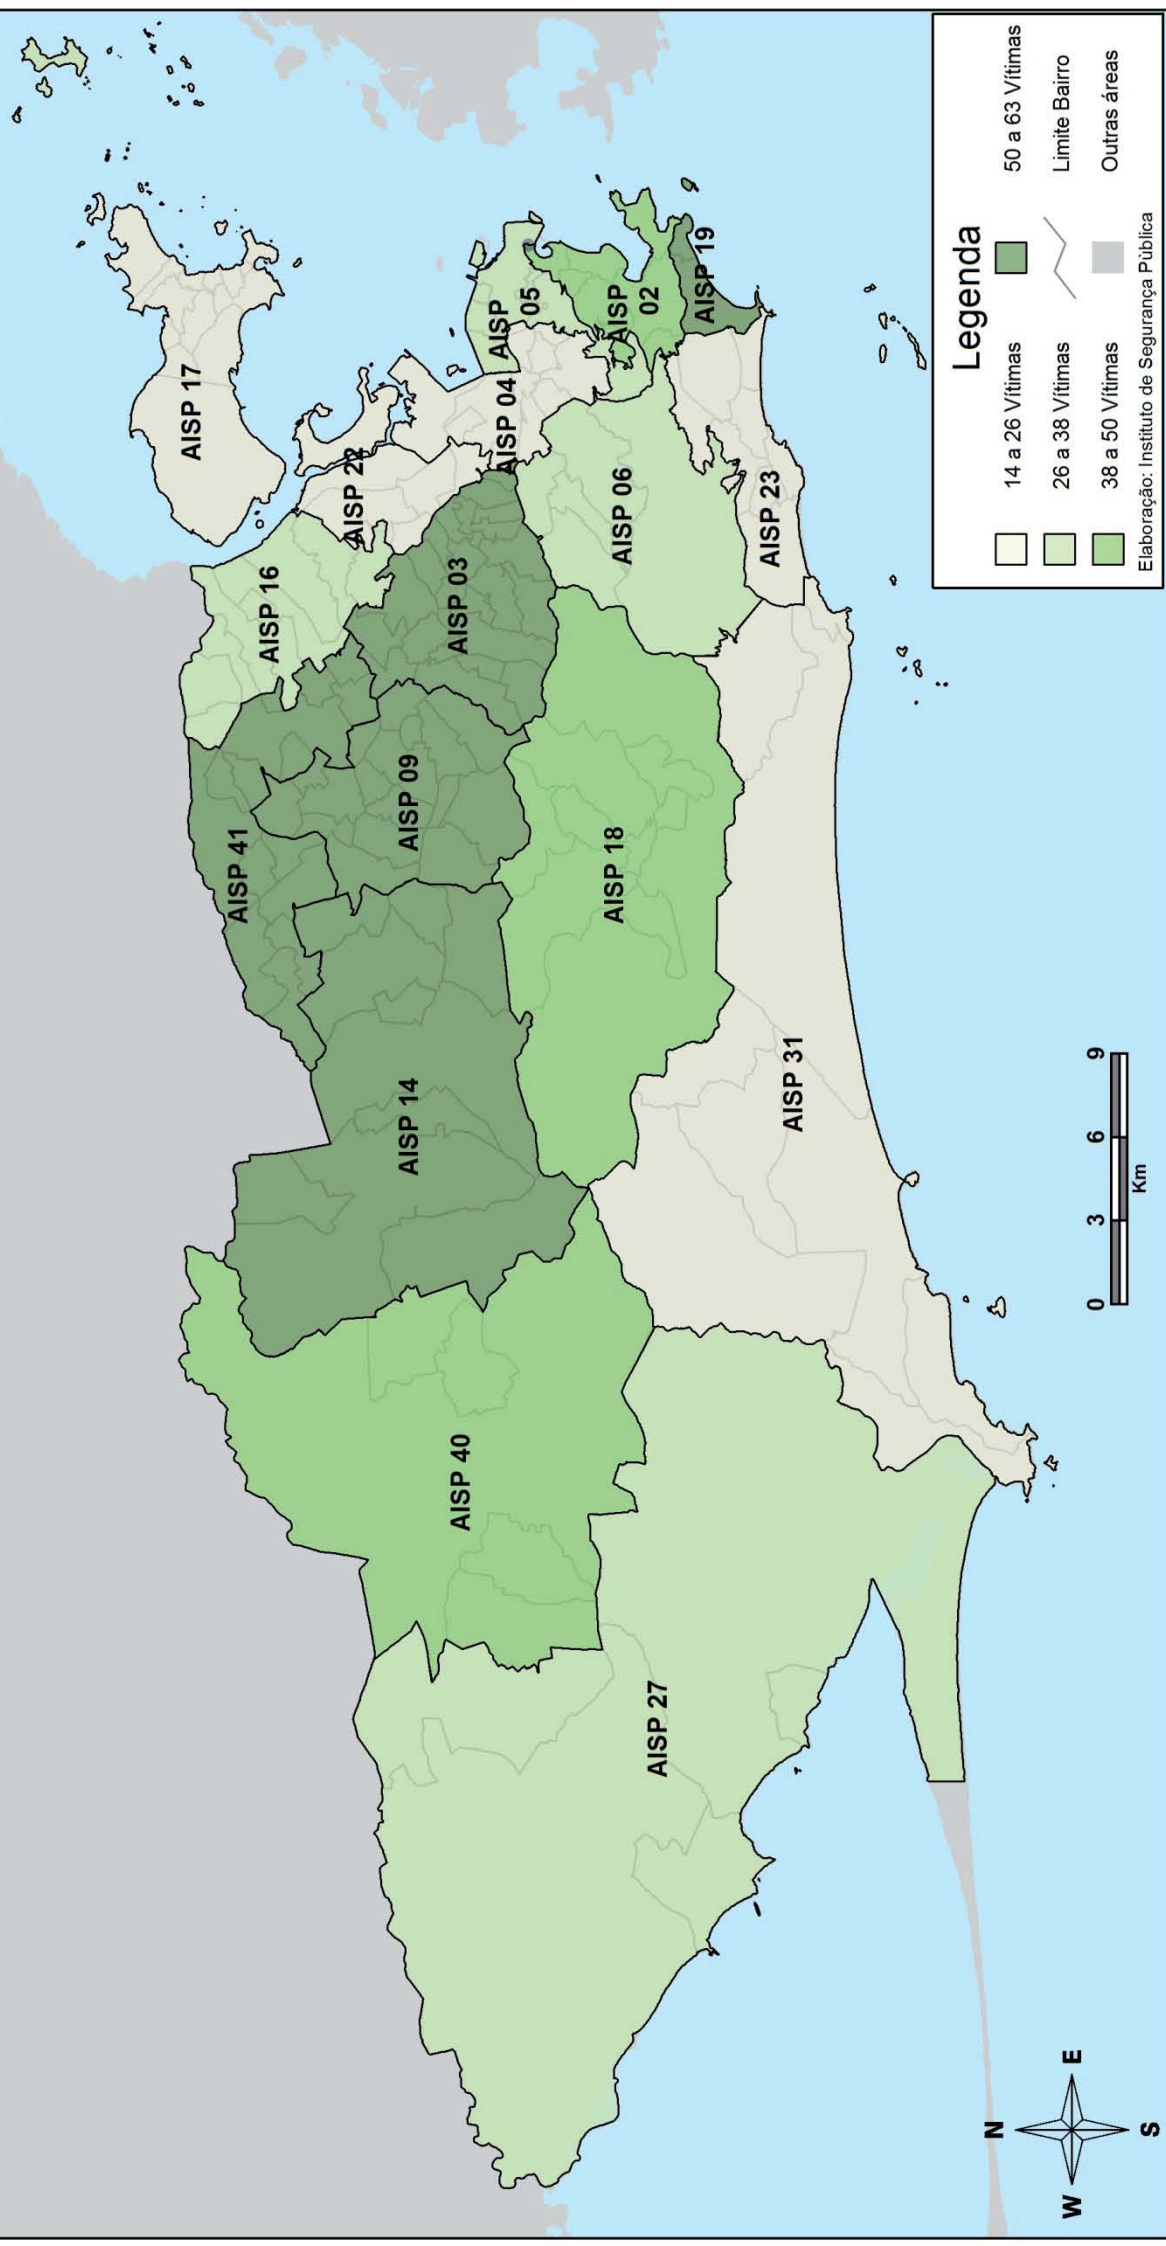 AISP 17
AISP 22
AISP 16
AISP 41
AISP 03
AISP 09
AISP 14
AISP 04
AISP
05
AISP
02
AISP 19
AISP 06
AISP 23
AISP 18
AISP 31
AISP 40
AISP 27
Legenda
14 a 26 Vítimas
26 a 38 Vítimas
38 a 50 Vítimas
50 a 63 Vítimas
Limite Bairro
Outras áreas
Elaboração: Instituto de Segurança Pública
0 3 6 9
Km
N
W E
S